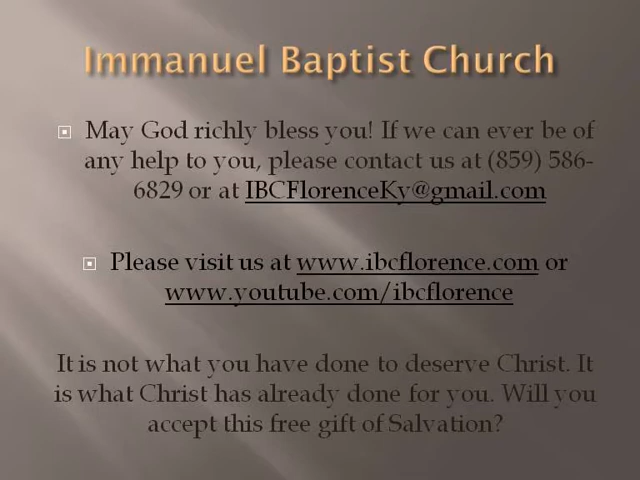 Immanuel Baptist Church
May God richly bless you! If we can ever be of
any help to you, please contact us at (859) 586-
6829 or at IBCFlorenceKy@gmail.com
Please visit us at www.ibcflorence.com or
www.youtube.com/ibcflorence
It is not what you have done to deserve Christ. It
is what Christ has already done for you. Will you
accept this free gift of Salvation?